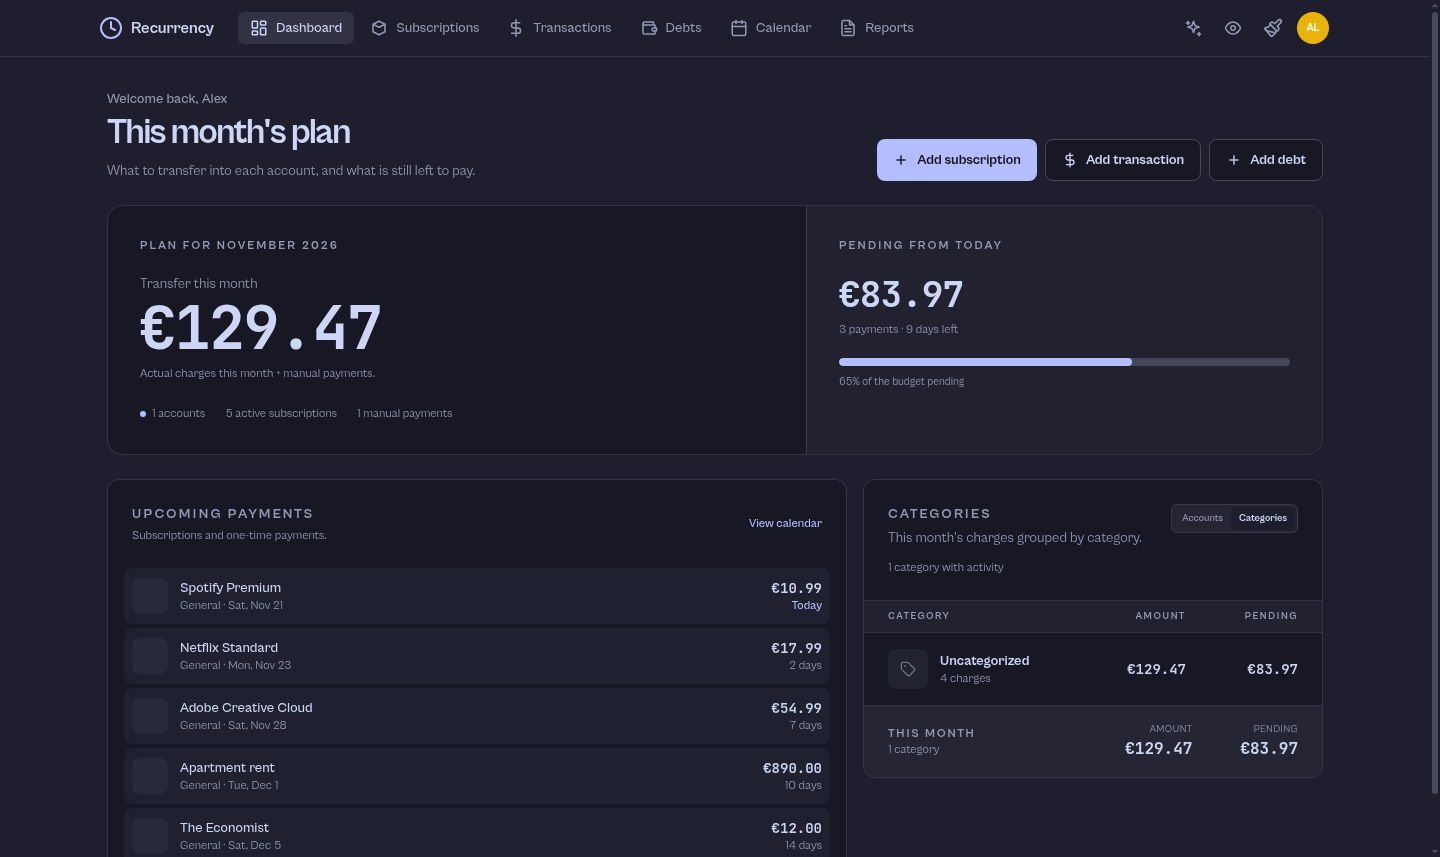 Recurrency
Dashboard
Subscriptions
Transactions
Debts
Calendar
Reports
AL
Welcome back, Alex
This month's plan
What to transfer into each account, and what is still left to pay.
Add subscription
Add transaction
Add debt
PLAN FOR NOVEMBER 2026
Transfer this month
€129.47
Actual charges this month + manual payments.
1 accounts
5 active subscriptions
1 manual payments
PENDING FROM TODAY
€83.97
3 payments · 9 days left
65% of the budget pending
UPCOMING PAYMENTS
Subscriptions and one-time payments.
View calendar
Spotify Premium
€10.99
General · Sat, Nov 21
Today
Netflix Standard
€17.99
General · Mon, Nov 23
2 days
Adobe Creative Cloud
€54.99
General · Sat, Nov 28
7 days
Apartment rent
€890.00
General · Tue, Dec 1
10 days
The Economist
€12.00
General · Sat, Dec 5
14 days
CATEGORIES
Accounts
Categories
This month's charges grouped by category.
1 category with activity
CATEGORY
AMOUNT
PENDING
Uncategorized
4 charges
€129.47
€83.97
THIS MONTH
1 category
AMOUNT
€129.47
PENDING
€83.97